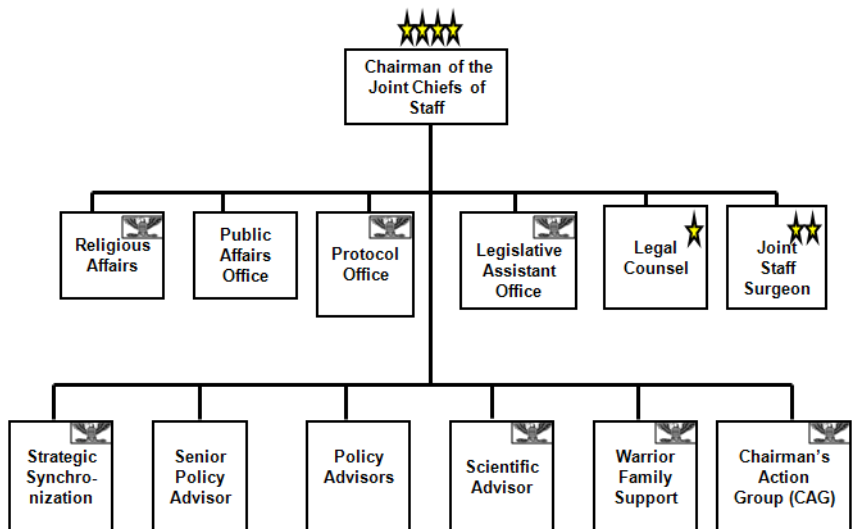 Chairman of the
Joint Chiefs of
Staff
Religious
Affairs
Public
Affairs
Office
Protocol
Office
Legislative
Assistant
Office
Legal
Counsel
Joint
Staff
Surgeon
Strategic
Synchro-
nization
Senior
Policy
Advisor
Policy
Advisors
Scientific
Advisor
Warrior
Family
Support
Chairman's
Action
Group (CAG)